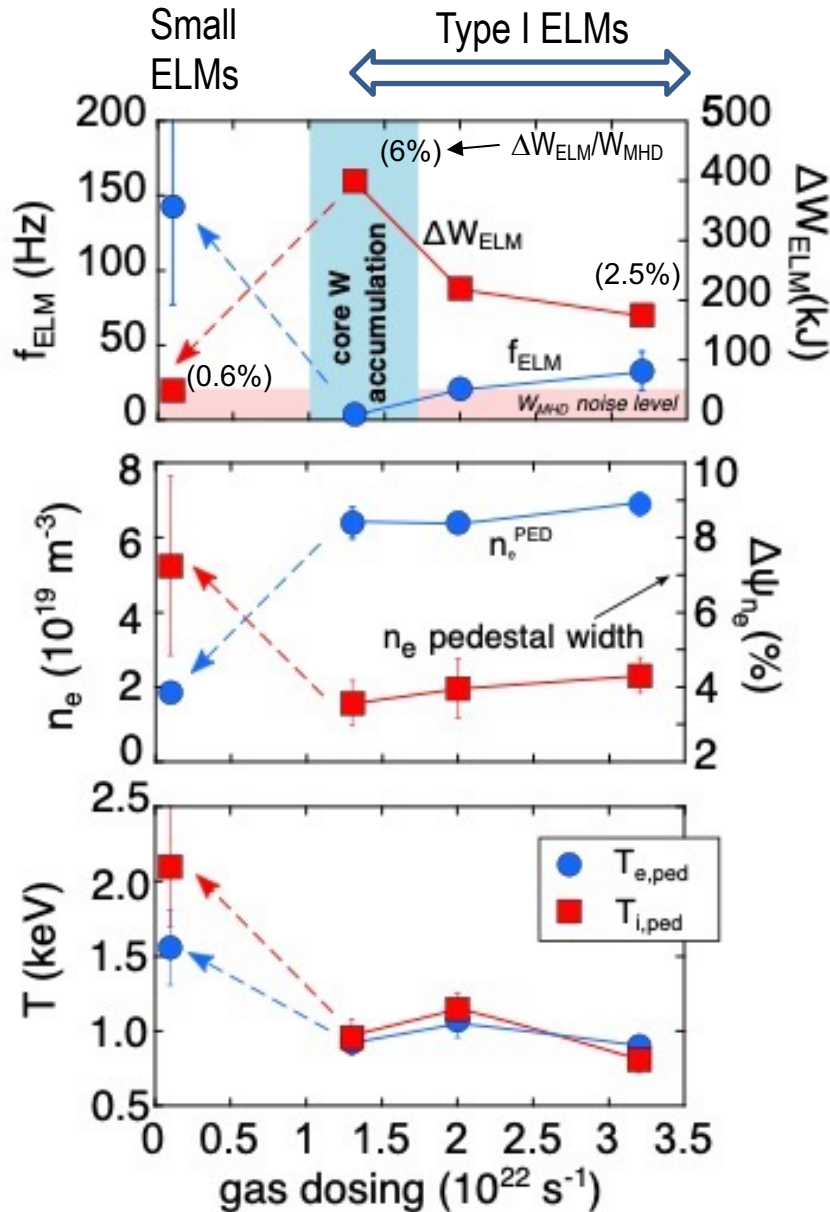 Small
ELMs
Type I ELMs
200
150
100
50
0
f_ELM (Hz)
500
400
300
200
100
0
ΔW_ELM (kJ)
(6%)
ΔW_ELM/W_MHD
ΔW_ELM
(2.5%)
core W
accumulation
f_ELM
(0.6%)
W_MHD noise level
8
6
4
2
0
n_e (10^19 m^-3)
10
8
6
4
2
Δψ_n_e (%)
n_e^PED
n_e pedestal width
2.5
2.0
1.5
1.0
0.5
T (keV)
T_e,ped
T_i,ped
0 0.5 1 1.5 2 2.5 3 3.5
gas dosing (10^22 s^-1)